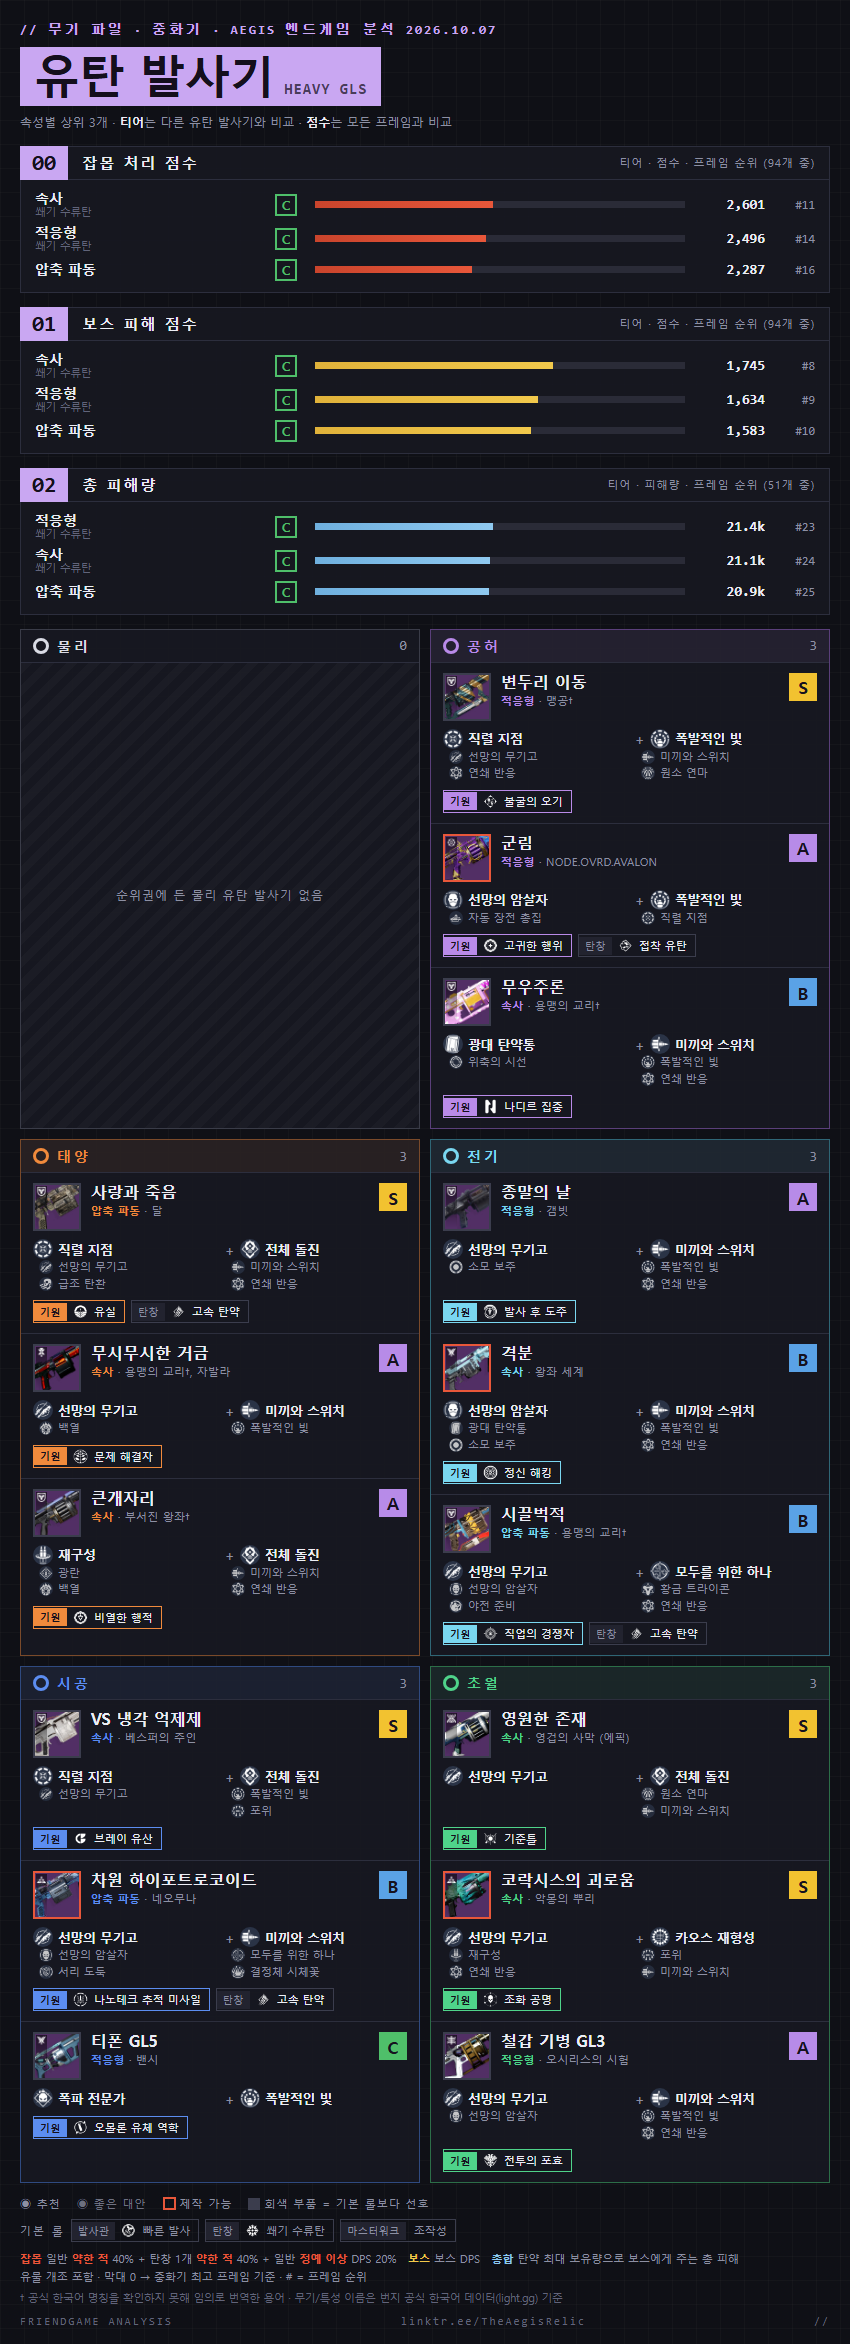 // 무기 파일 · 중화기 · AEGIS 엔드게임 분석 2026.10.07
유탄 발사기 HEAVY GLS
속성별 상위 3개 · 티어는 다른 유탄 발사기와 비교 · 점수는 모든 프레임과 비교
00 잡몹 처리 점수 티어 · 점수 · 프레임 순위 (94개 중)
속사 C 2,601 #11
쐐기 수류탄
적응형 C 2,496 #14
쐐기 수류탄
압축 파동 C 2,287 #16
01 보스 피해 점수 티어 · 점수 · 프레임 순위 (94개 중)
속사 C 1,745 #8
쐐기 수류탄
적응형 C 1,634 #9
쐐기 수류탄
압축 파동 C 1,583 #10
02 총 피해량 티어 · 피해량 · 프레임 순위 (51개 중)
적응형 C 21.4k #23
쐐기 수류탄
속사 C 21.1k #24
쐐기 수류탄
압축 파동 C 20.9k #25
물리 0
순위권에 든 물리 유탄 발사기 없음
공허 3
변두리 이동 S
적응형 · 맹공†
직렬 지점 + 폭발적인 빛
선망의 무기고 미끼와 스위치
연쇄 반응 원소 연마
기원 불굴의 오기
군림 A
적응형 · NODE.OVRD.AVALON
선망의 암살자 + 폭발적인 빛
자동 장전 총집 직렬 지점
기원 고귀한 행위 탄창 접착 유탄
무우주론 B
속사 · 용맹의 교리†
광대 탄약통 + 미끼와 스위치
위축의 시선 폭발적인 빛
연쇄 반응
기원 나디르 집중
태양 3
사랑과 죽음 S
압축 파동 · 달
직렬 지점 + 전체 돌진
선망의 무기고 미끼와 스위치
급조 탄환 연쇄 반응
기원 유실 탄창 고속 탄약
무시무시한 거금 A
속사 · 용맹의 교리†, 자발라
선망의 무기고 + 미끼와 스위치
백열 폭발적인 빛
기원 문제 해결자
큰개자리 A
속사 · 부서진 왕좌†
재구성 + 전체 돌진
광란 미끼와 스위치
백열 연쇄 반응
기원 비열한 행적
전기 3
종말의 날 A
적응형 · 갬빗
선망의 무기고 + 미끼와 스위치
소모 보주 폭발적인 빛
연쇄 반응
기원 발사 후 도주
격분 B
속사 · 왕좌 세계
선망의 암살자 + 미끼와 스위치
광대 탄약통 폭발적인 빛
소모 보주 연쇄 반응
기원 정신 해킹
시끌벅적 B
압축 파동 · 용맹의 교리†
선망의 무기고 + 모두를 위한 하나
선망의 암살자 황금 트라이콘
야전 준비 연쇄 반응
기원 직업의 경쟁자 탄창 고속 탄약
시공 3
VS 냉각 억제제 S
속사 · 베스퍼의 주인
직렬 지점 + 전체 돌진
선망의 무기고 폭발적인 빛
포위
기원 브레이 유산
차원 하이포트로코이드 B
압축 파동 · 네오무나
선망의 무기고 + 미끼와 스위치
선망의 암살자 모두를 위한 하나
서리 도둑 결정체 시체꽃
기원 나노테크 추적 미사일 탄창 고속 탄약
티폰 GL5 C
적응형 · 밴시
폭파 전문가 + 폭발적인 빛
기원 오몰론 유체 역학
초월 3
영원한 존재 S
속사 · 영겁의 사막 (에픽)
선망의 무기고 + 전체 돌진
원소 연마
미끼와 스위치
기원 기준틀
코락시스의 괴로움 S
속사 · 악몽의 뿌리
선망의 무기고 + 카오스 재형성
재구성 포위
연쇄 반응 미끼와 스위치
기원 조화 공명
철갑 기병 GL3 A
적응형 · 오시리스의 시험
선망의 무기고 + 미끼와 스위치
선망의 암살자 폭발적인 빛
연쇄 반응
기원 전투의 포효
추천 좋은 대안 제작 가능 회색 부품 = 기본 롤보다 선호
기본 롤 발사관 빠른 발사 탄창 쐐기 수류탄 마스터워크 조작성
잡몹 일반 약한 적 40% + 탄창 1개 약한 적 40% + 일반 정예 이상 DPS 20% 보스 보스 DPS 총합 탄약 최대 보유량으로 보스에게 주는 총 피해
유물 개조 포함 · 막대 0 → 중화기 최고 프레임 기준 · # = 프레임 순위
† 공식 한국어 명칭을 확인하지 못해 임의로 번역한 용어 · 무기/특성 이름은 번지 공식 한국어 데이터(light.gg) 기준
FRIENDGAME ANALYSIS linktr.ee/TheAegisRelic //